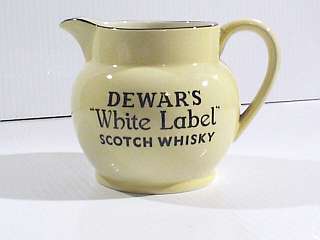 DEWAR'S
"White Label"
SCOTCH WHISKY